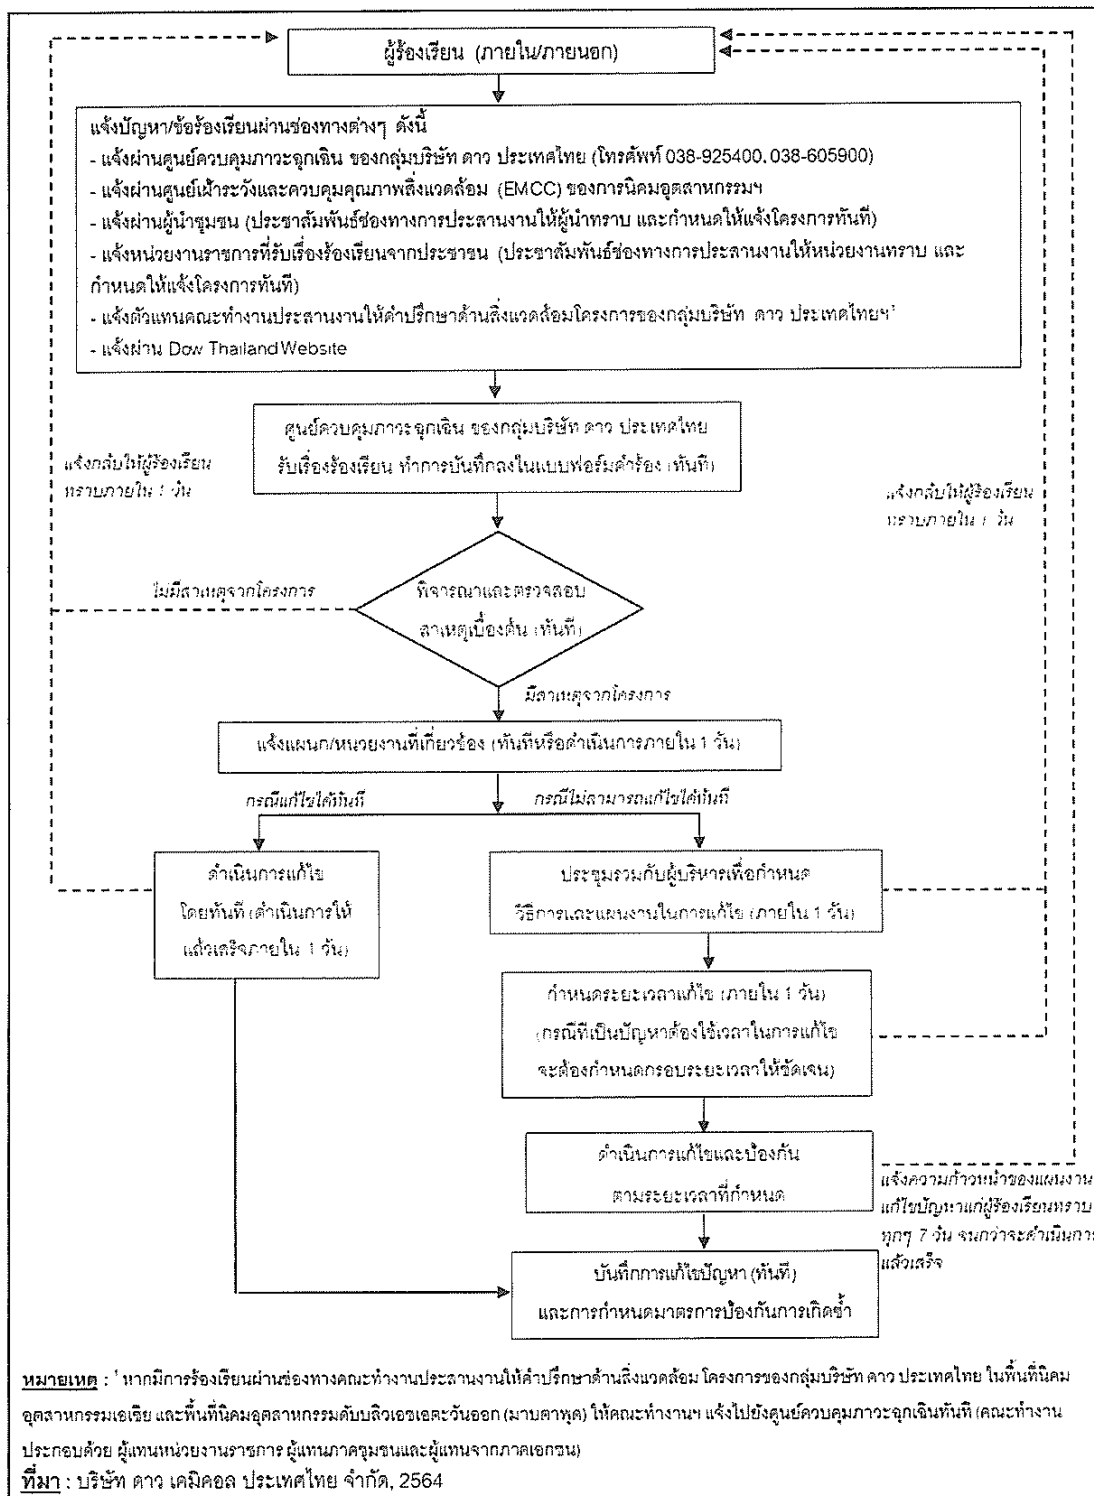 ผู้ร้องเรียน (ภายใน/ภายนอก)
แจ้งปัญหา/ข้อร้องเรียนผ่านช่องทางต่างๆ ดังนี้
- แจ้งผ่านศูนย์ควบคุมภาวะฉุกเฉิน ของกลุ่มบริษัท ดาว ประเทศไทย (โทรศัพท์ 038-925400, 038-605900)
- แจ้งผ่านศูนย์เฝ้าระวังและควบคุมคุณภาพสิ่งแวดล้อม (EMCC) ของการนิคมอุตสาหกรรมฯ
- แจ้งผ่านผู้นำชุมชน (ประชาสัมพันธ์ช่องทางการประสานงานให้ผู้นำทราบ และกำหนดให้แจ้งโครงการทันที)
- แจ้งหน่วยงานราชการที่รับเรื่องร้องเรียนจากประชาชน (ประชาสัมพันธ์ช่องทางการประสานงานให้หน่วยงานทราบ และ
กำหนดให้แจ้งโครงการทันที)
- แจ้งตัวแทนคณะทำงานประสานงานให้คำปรึกษาด้านสิ่งแวดล้อมโครงการของกลุ่มบริษัท ดาว ประเทศไทยฯ¹
- แจ้งผ่าน Dow Thailand Website
ศูนย์ควบคุมภาวะฉุกเฉิน ของกลุ่มบริษัท ดาว ประเทศไทย
รับเรื่องร้องเรียน ทำการบันทึกลงในแบบฟอร์มคำร้อง (ทันที)
แจ้งกลับให้ผู้ร้องเรียน
ทราบภายใน 1 วัน
แจ้งกลับให้ผู้ร้องเรียน
ทราบภายใน 1 วัน
ไม่มีสาเหตุจากโครงการ
พิจารณาและตรวจสอบ
สาเหตุเบื้องต้น (ทันที)
มีสาเหตุจากโครงการ
แจ้งแผนก/หน่วยงานที่เกี่ยวข้อง (ทันทีหรือดำเนินการภายใน 1 วัน)
กรณีแก้ไขได้ทันที
กรณีไม่สามารถแก้ไขได้ทันที
ดำเนินการแก้ไข
โดยทันที (ดำเนินการให้
แล้วเสร็จภายใน 1 วัน)
ประชุมร่วมกับผู้บริหารเพื่อกำหนด
วิธีการและแผนงานในการแก้ไข (ภายใน 1 วัน)
กำหนดระยะเวลาแก้ไข (ภายใน 1 วัน)
(กรณีที่เป็นปัญหาต้องใช้เวลาในการแก้ไข
จะต้องกำหนดกรอบระยะเวลาให้ชัดเจน)
ดำเนินการแก้ไขและป้องกัน
ตามระยะเวลาที่กำหนด
แจ้งความก้าวหน้าของแผนงาน
แก้ไขปัญหาแก่ผู้ร้องเรียนทราบ
ทุกๆ 7 วัน จนกว่าจะดำเนินการ
แล้วเสร็จ
บันทึกการแก้ไขปัญหา (ทันที)
และการกำหนดมาตรการป้องกันการเกิดซ้ำ
หมายเหตุ : ¹ หากมีการร้องเรียนผ่านช่องทางคณะทำงานประสานงานให้คำปรึกษาด้านสิ่งแวดล้อม โครงการของกลุ่มบริษัท ดาว ประเทศไทย ในพื้นที่นิคม
อุตสาหกรรมเอเชีย และพื้นที่นิคมอุตสาหกรรมดับบลิวเอชเอตะวันออก (มาบตาพุด) ให้คณะทำงานฯ แจ้งไปยังศูนย์ควบคุมภาวะฉุกเฉินทันที (คณะทำงาน
ประกอบด้วย ผู้แทนหน่วยงานราชการ ผู้แทนภาคชุมชนและผู้แทนจากภาคเอกชน)
ที่มา : บริษัท ดาว เคมิคอล ประเทศไทย จำกัด, 2564